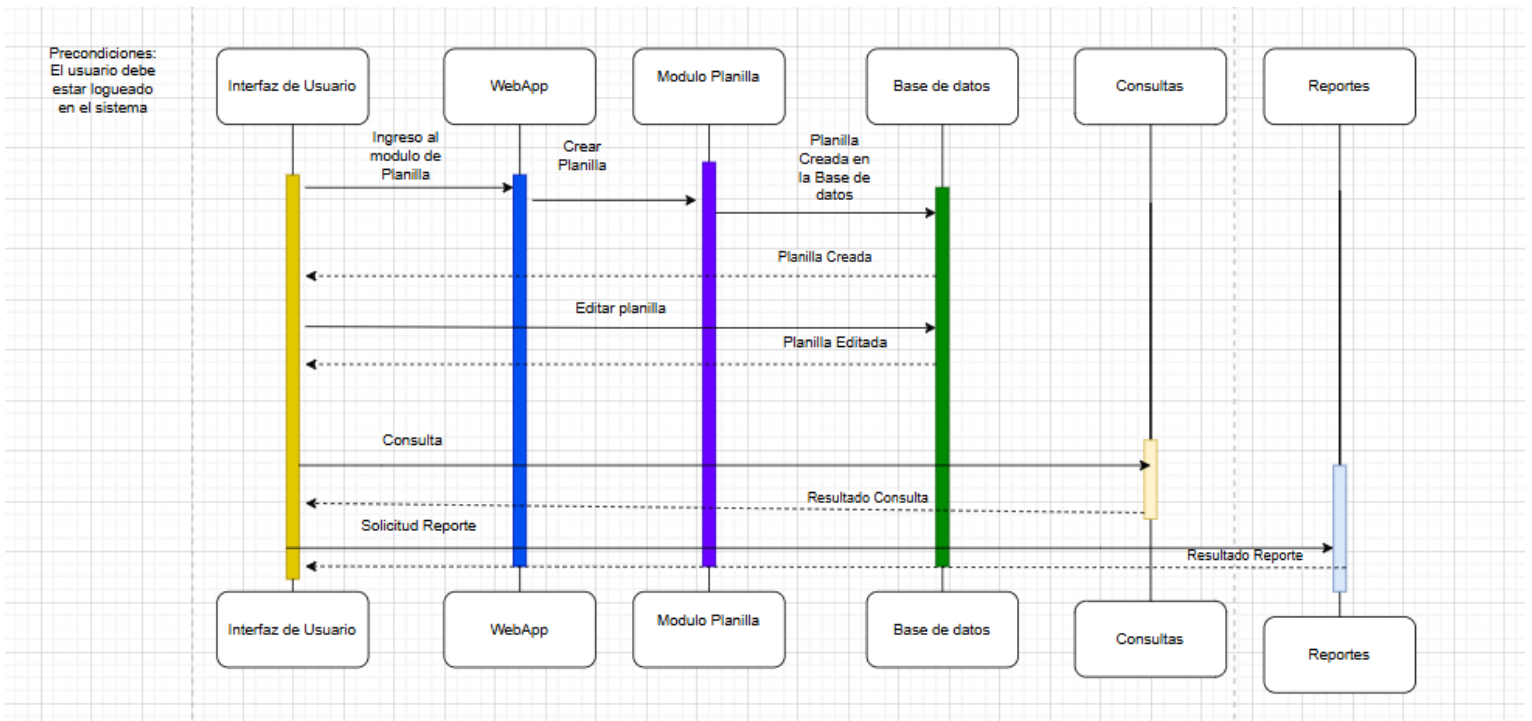 Precondiciones:
El usuario debe
estar logueado
en el sistema
Interfaz de Usuario
WebApp
Modulo Planilla
Base de datos
Consultas
Reportes
Ingreso al
modulo de
Planilla
Crear
Planilla
Planilla
Creada en
la Base de
datos
Planilla Creada
Editar planilla
Planilla Editada
Consulta
Resultado Consulta
Solicitud Reporte
Resultado Reporte
Interfaz de Usuario
WebApp
Modulo Planilla
Base de datos
Consultas
Reportes